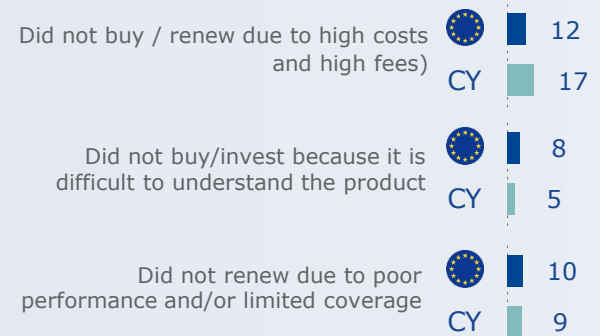 Did not buy / renew due to high costs
and high fees)
12
CY 17
Did not buy/invest because it is
difficult to understand the product
8
CY 5
Did not renew due to poor
performance and/or limited coverage
10
CY 9